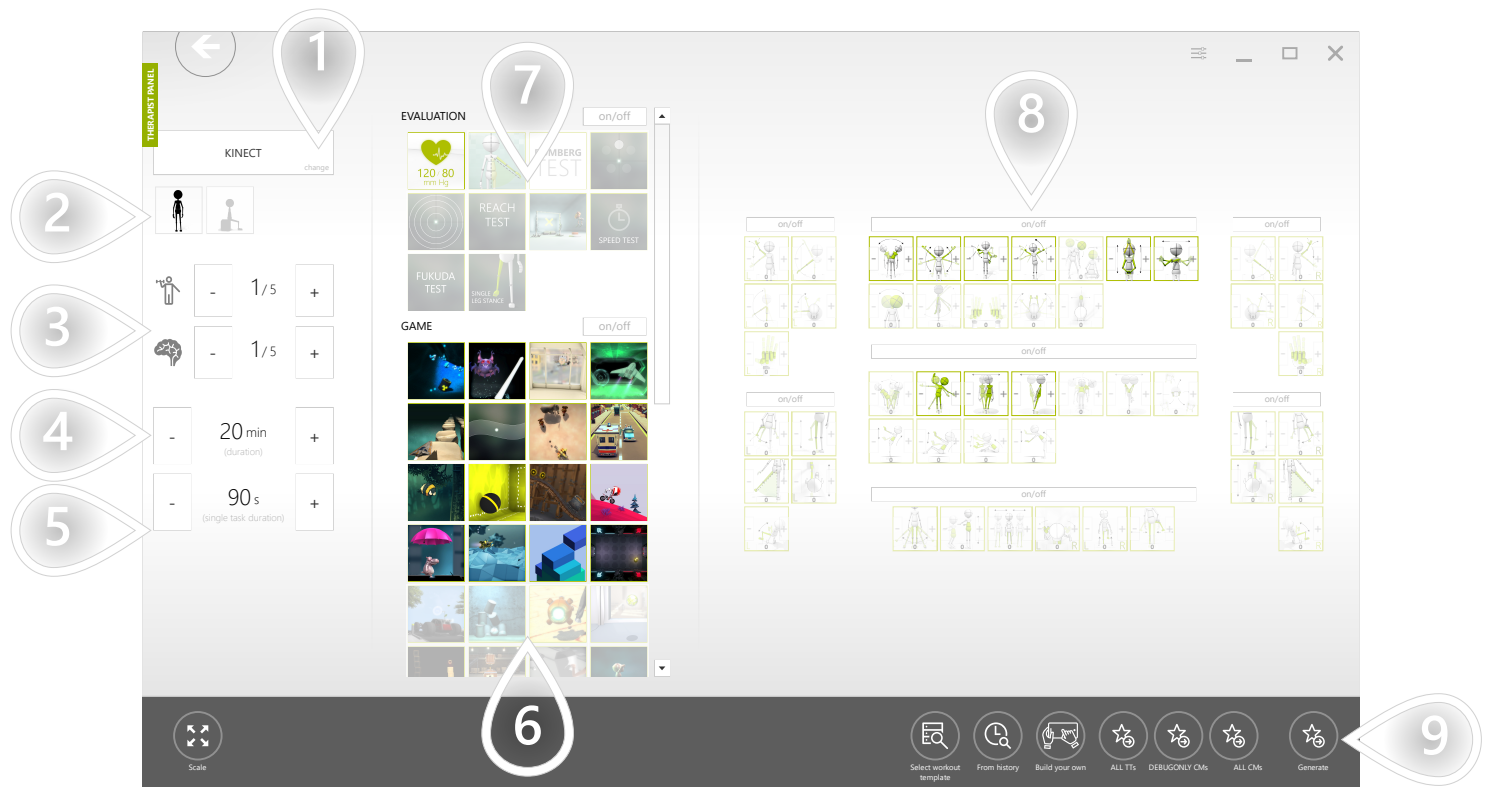 1
7
8
THERAPIST PANEL
EVALUATION
on/off
KINECT
change
120 80
mm Hg
MBERG
TEST
2
REACH
TEST
SPEED TEST
FUKUDA
TEST
SINGLE
LEG STANCE
3
- 1/5 +
- 1/5 +
GAME
on/off
4
- 20 min +
(duration)
5
- 90 s +
(single task duration)
on/off
on/off
on/off
on/off
on/off
on/off
on/off
6
9
Scale
Select workout
template
From history
Build your own
ALL TTs
DEBUGONLY CMs
ALL CMs
Generate